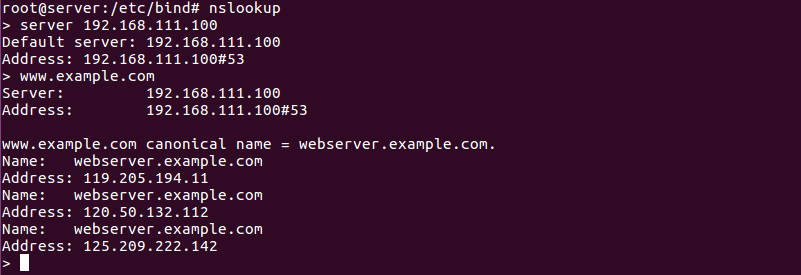 root@server:/etc/bind# nslookup
> server 192.168.111.100
Default server: 192.168.111.100
Address: 192.168.111.100#53
> www.example.com
Server:         192.168.111.100
Address:        192.168.111.100#53

www.example.com canonical name = webserver.example.com.
Name:   webserver.example.com
Address: 119.205.194.11
Name:   webserver.example.com
Address: 120.50.132.112
Name:   webserver.example.com
Address: 125.209.222.142
>